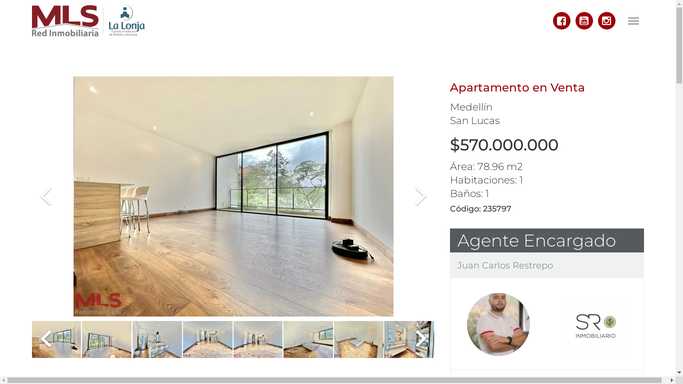 MLS
Red Inmobiliaria
La Lonja
Apartamento en Venta
Medellín
San Lucas
$570.000.000
Área: 78.96 m2
Habitaciones: 1
Baños: 1
Código: 235797
Agente Encargado
Juan Carlos Restrepo
MLS
SR
INMOBILIARIO